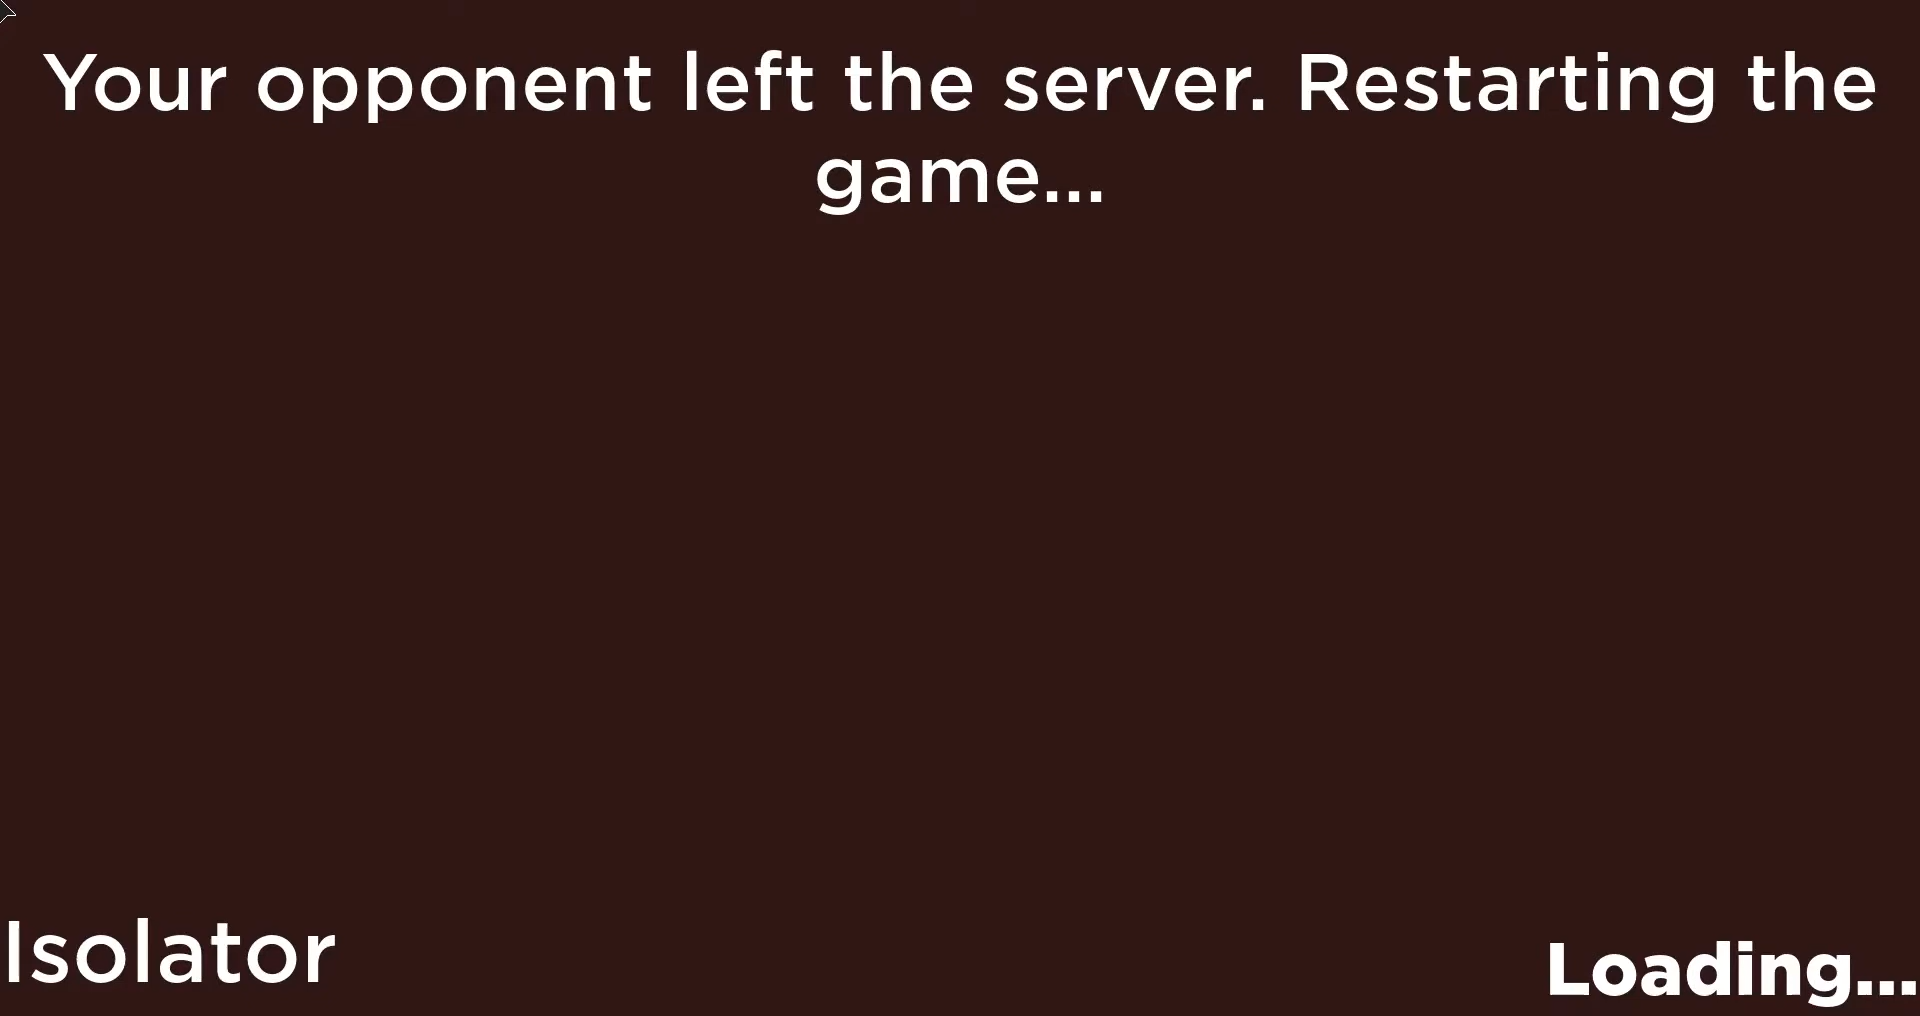 Your opponent left the server. Restarting the
game...
Isolator
Loading...